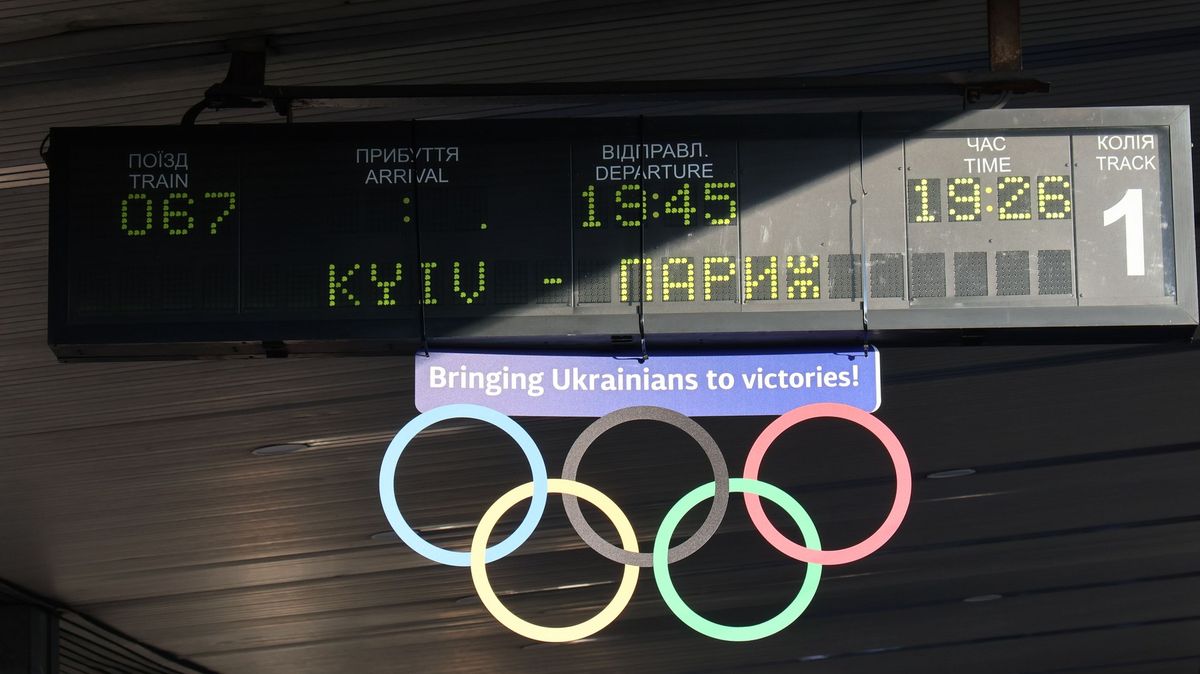 ПОЇЗД
TRAIN
ПРИБУТТЯ
ARRIVAL
ВІДПРАВЛ.
DEPARTURE
ЧАС
TIME
КОЛІЯ
TRACK
067 : . 19:45 19:26 1
KYIV - ПАРИЖ
Bringing Ukrainians to victories!